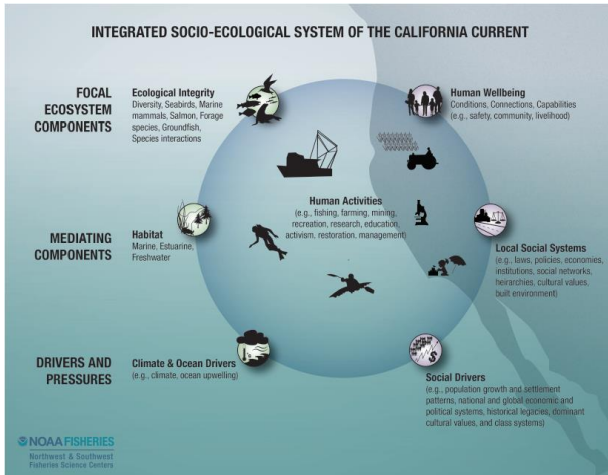 INTEGRATED SOCIO-ECOLOGICAL SYSTEM OF THE CALIFORNIA CURRENT
FOCAL
ECOSYSTEM
COMPONENTS
Ecological Integrity
Diversity, Seabirds, Marine
mammals, Salmon, Forage
species, Groundfish,
Species interactions
Human Wellbeing
Conditions, Connections, Capabilities
(e.g., safety, community, livelihood)
Human Activities
(e.g., fishing, farming, mining,
recreation, research, education,
activism, restoration, management)
MEDIATING
COMPONENTS
Habitat
Marine, Estuarine,
Freshwater
Local Social Systems
(e.g., laws, policies, economies,
institutions, social networks,
heirarchies, cultural values,
built environment)
DRIVERS AND
PRESSURES
Climate & Ocean Drivers
(e.g., climate, ocean upwelling)
Social Drivers
(e.g., population growth and settlement
patterns, national and global economic and
political systems, historical legacies, dominant
cultural values, and class systems)
NOAA FISHERIES
Northwest & Southwest
Fisheries Science Centers